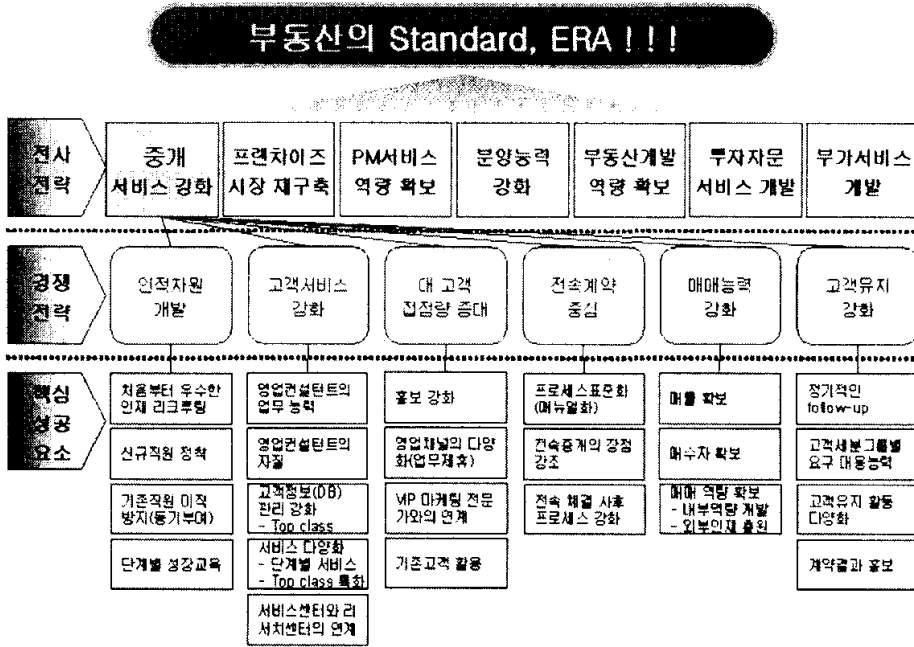 부동산의 Standard, ERA ! ! !
전사
전략
중개
서비스 강화
프랜차이즈
시장 재구축
PM서비스
역량 확보
분양능력
강화
부동산개발
역량 확보
투자자문
서비스 개발
부가서비스
개발
경쟁
전략
인적자원
개발
고객서비스
강화
대 고객
접점량 증대
전속계약
중심
매매능력
강화
고객유지
강화
핵심
성공
요소
처음부터 우수한
인재 리크루팅
신규직원 정착
기존직원 이직
방지(동기부여)
단계별 성장교육
영업컨설턴트의
업무 능력
영업컨설턴트의
자질
고객정보(DB)
관리 강화
- Top class
서비스 다양화
- 단계별 서비스
- Top class 특화
서비스센터와 리
서치센터의 연계
홍보 강화
영업채널의 다양
화(업무제휴)
VIP 마케팅 전문
가와의 연계
기존고객 활용
프로세스표준화
(매뉴얼화)
전속중개의 장점
강조
전속 체결 사후
프로세스 강화
매물 확보
매수자 확보
매매 역량 확보
- 내부역량 개발
- 외부인재 충원
정기적인
follow-up
고객세분그룹별
요구 대응능력
고객유지 활동
다양화
계약결과 홍보